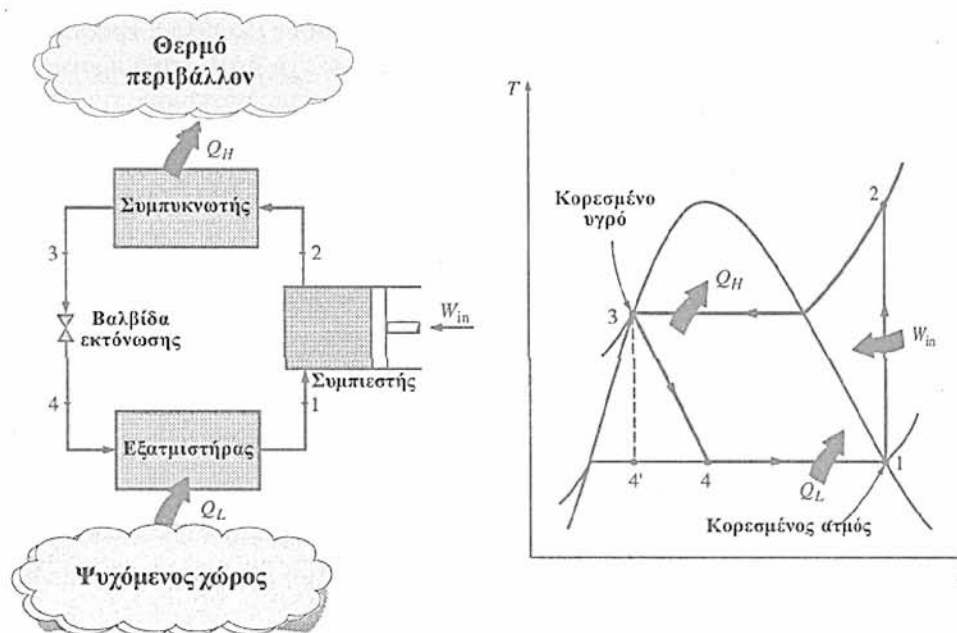 Θερμό
περιβάλλον
Q_H
Συμπυκνωτής
3
2
Βαλβίδα
εκτόνωσης
W_in
Συμπιεστής
4
1
Εξατμιστήρας
Q_L
Ψυχόμενος χώρος
T
Κορεσμένο
υγρό
2
Q_H
3
W_in
4'
4
Q_L
1
Κορεσμένος ατμός